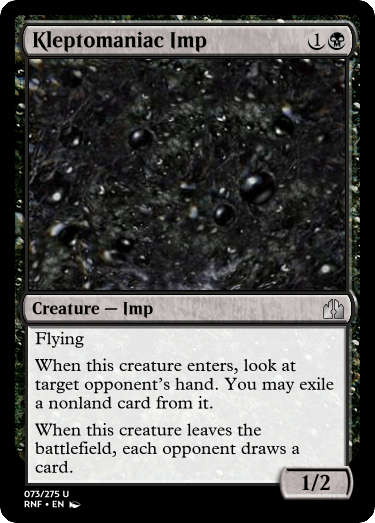 Kleptomaniac Imp 1
Creature — Imp
Flying
When this creature enters, look at
target opponent's hand. You may exile
a nonland card from it.
When this creature leaves the
battlefield, each opponent draws a
card.
1/2
073/275 U
RNF • EN